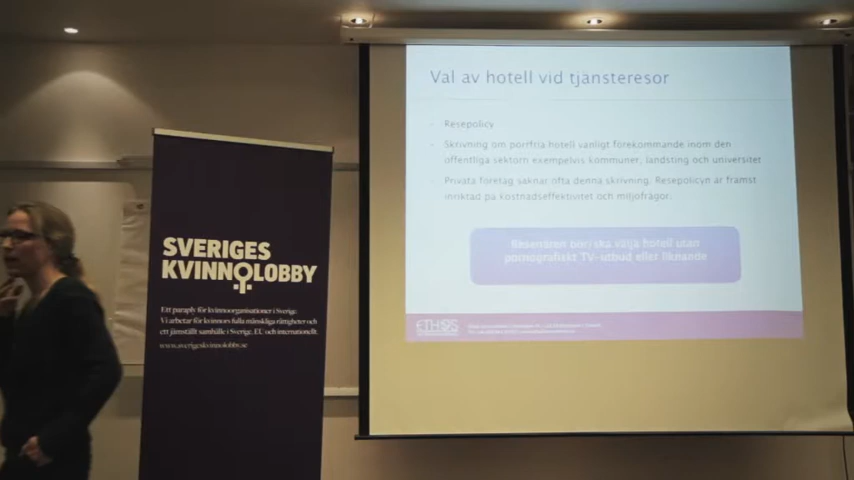 Val av hotell vid tjänsteresor
- Resepolicy
- Skrivning om porrfria hotell vanligt förekommande inom den
offentliga sektorn exempelvis kommuner, landsting och universitet
- Privata företag saknar ofta denna skrivning. Resepolicyn är främst
inriktad på kostnadseffektivitet och miljöfrågor.
Resenären bör/ska välja hotell utan
pornografiskt TV-utbud eller liknande
ETHOS
SVERIGES
KVINNOLOBBY
Ett paraply för kvinnoorganisationer i Sverige.
Vi arbetar för kvinnors fulla mänskliga rättigheter och
ett jämställt samhälle i Sverige, EU och internationellt.
www.sverigeskvinnolobby.se